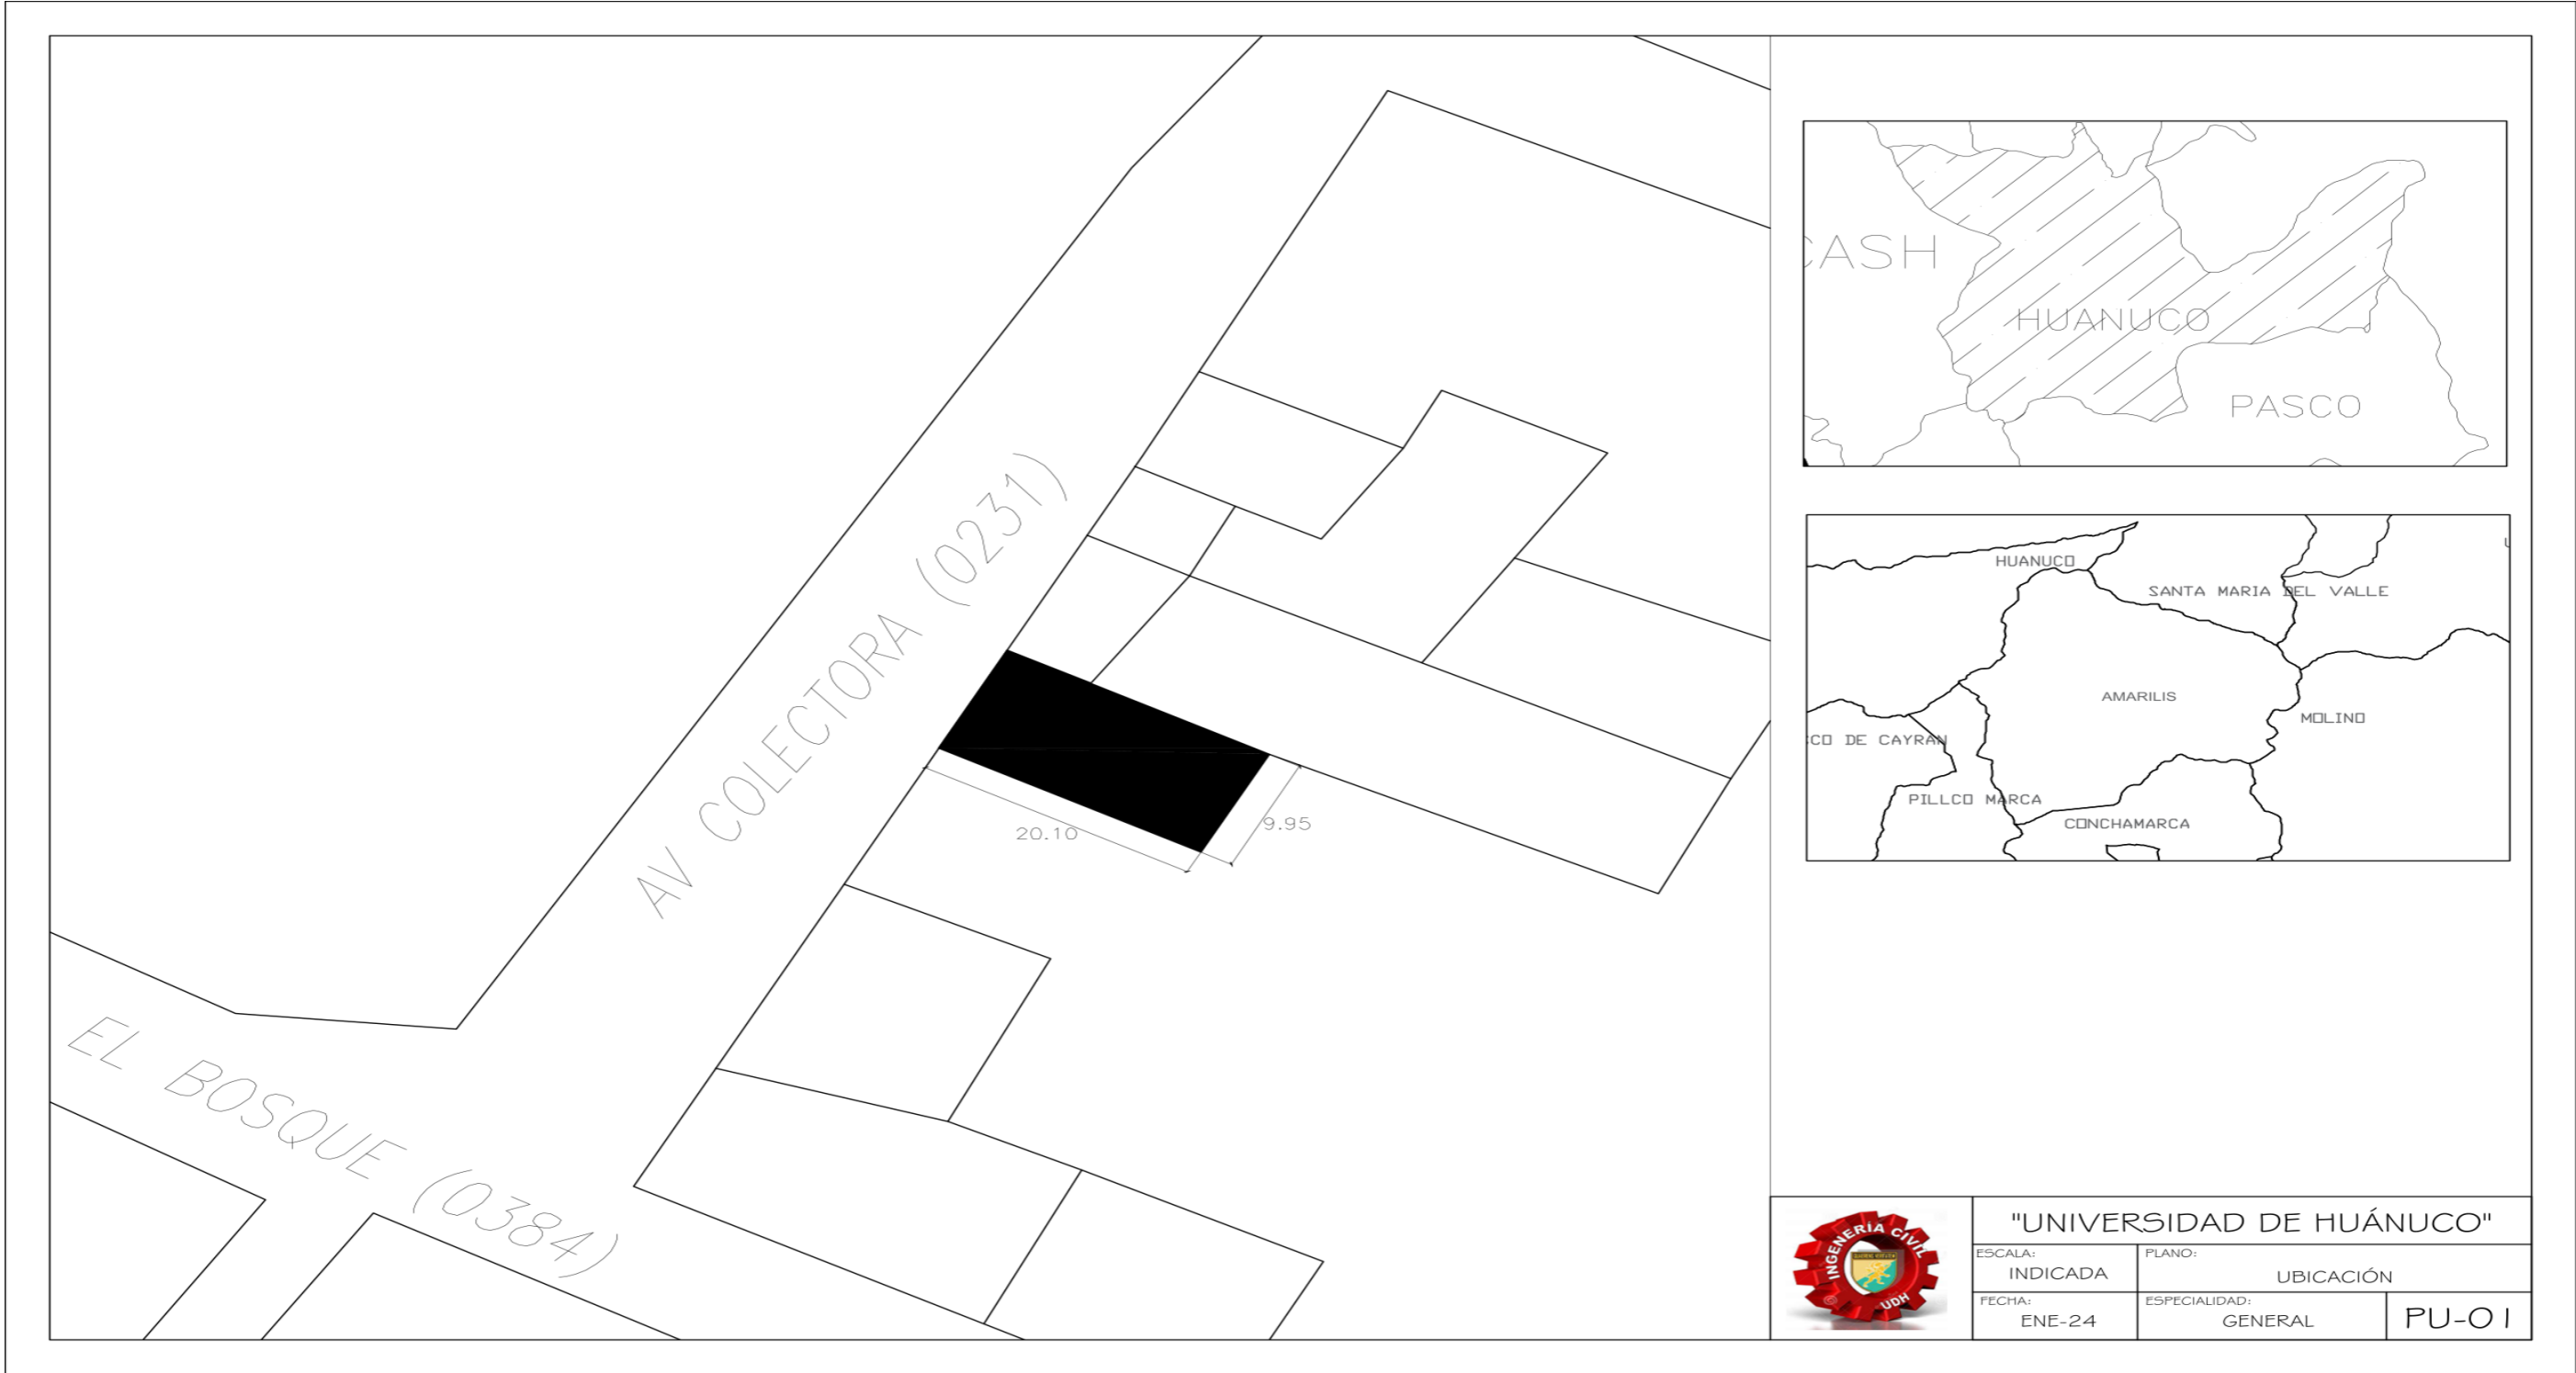 AV COLECTORA (0231)
20.10
9.95
EL BOSQUE (0384)
CASH
HUANUCO
PASCO
HUANUCO
SANTA MARIA DEL VALLE
AMARILIS
MOLINO
CO DE CAYRAN
PILLCO MARCA
CONCHAMARCA
INGENERÍA CIVIL
UDH
"UNIVERSIDAD DE HUÁNUCO"
ESCALA:
INDICADA
PLANO:
UBICACIÓN
FECHA:
ENE-24
ESPECIALIDAD:
GENERAL
PU-01